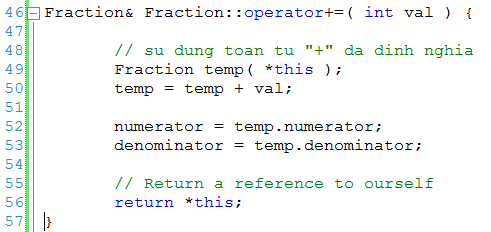 46 Fraction& Fraction::operator+=( int val ) {
47
48 // su dung toan tu "+" da dinh nghia
49 Fraction temp( *this );
50 temp = temp + val;
51
52 numerator = temp.numerator;
53 denominator = temp.denominator;
54
55 // Return a reference to ourself
56 return *this;
57 }